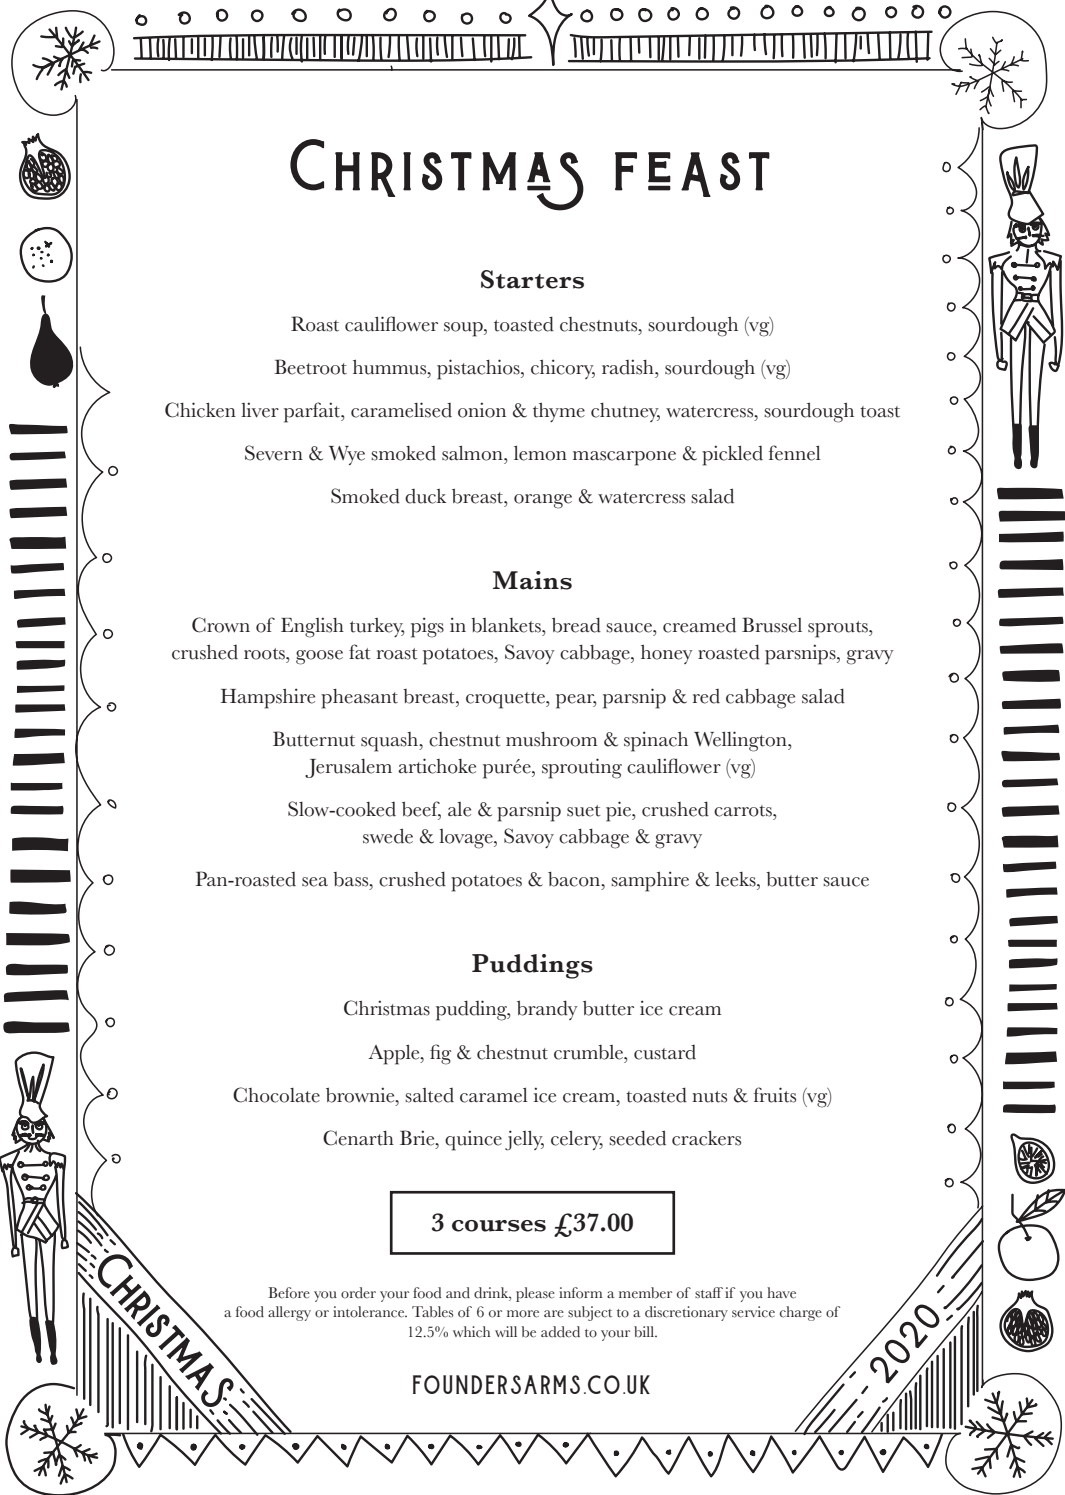 Christmas feast
Starters
Roast cauliflower soup, toasted chestnuts, sourdough (vg)
Beetroot hummus, pistachios, chicory, radish, sourdough (vg)
Chicken liver parfait, caramelised onion & thyme chutney, watercress, sourdough toast
Severn & Wye smoked salmon, lemon mascarpone & pickled fennel
Smoked duck breast, orange & watercress salad
Mains
Crown of English turkey, pigs in blankets, bread sauce, creamed Brussel sprouts,
crushed roots, goose fat roast potatoes, Savoy cabbage, honey roasted parsnips, gravy
Hampshire pheasant breast, croquette, pear, parsnip & red cabbage salad
Butternut squash, chestnut mushroom & spinach Wellington,
Jerusalem artichoke purée, sprouting cauliflower (vg)
Slow-cooked beef, ale & parsnip suet pie, crushed carrots,
swede & lovage, Savoy cabbage & gravy
Pan-roasted sea bass, crushed potatoes & bacon, samphire & leeks, butter sauce
Puddings
Christmas pudding, brandy butter ice cream
Apple, fig & chestnut crumble, custard
Chocolate brownie, salted caramel ice cream, toasted nuts & fruits (vg)
Cenarth Brie, quince jelly, celery, seeded crackers
3 courses £37.00
Before you order your food and drink, please inform a member of staff if you have
a food allergy or intolerance. Tables of 6 or more are subject to a discretionary service charge of
12.5% which will be added to your bill.
FOUNDERSARMS.CO.UK
CHRISTMAS
2020